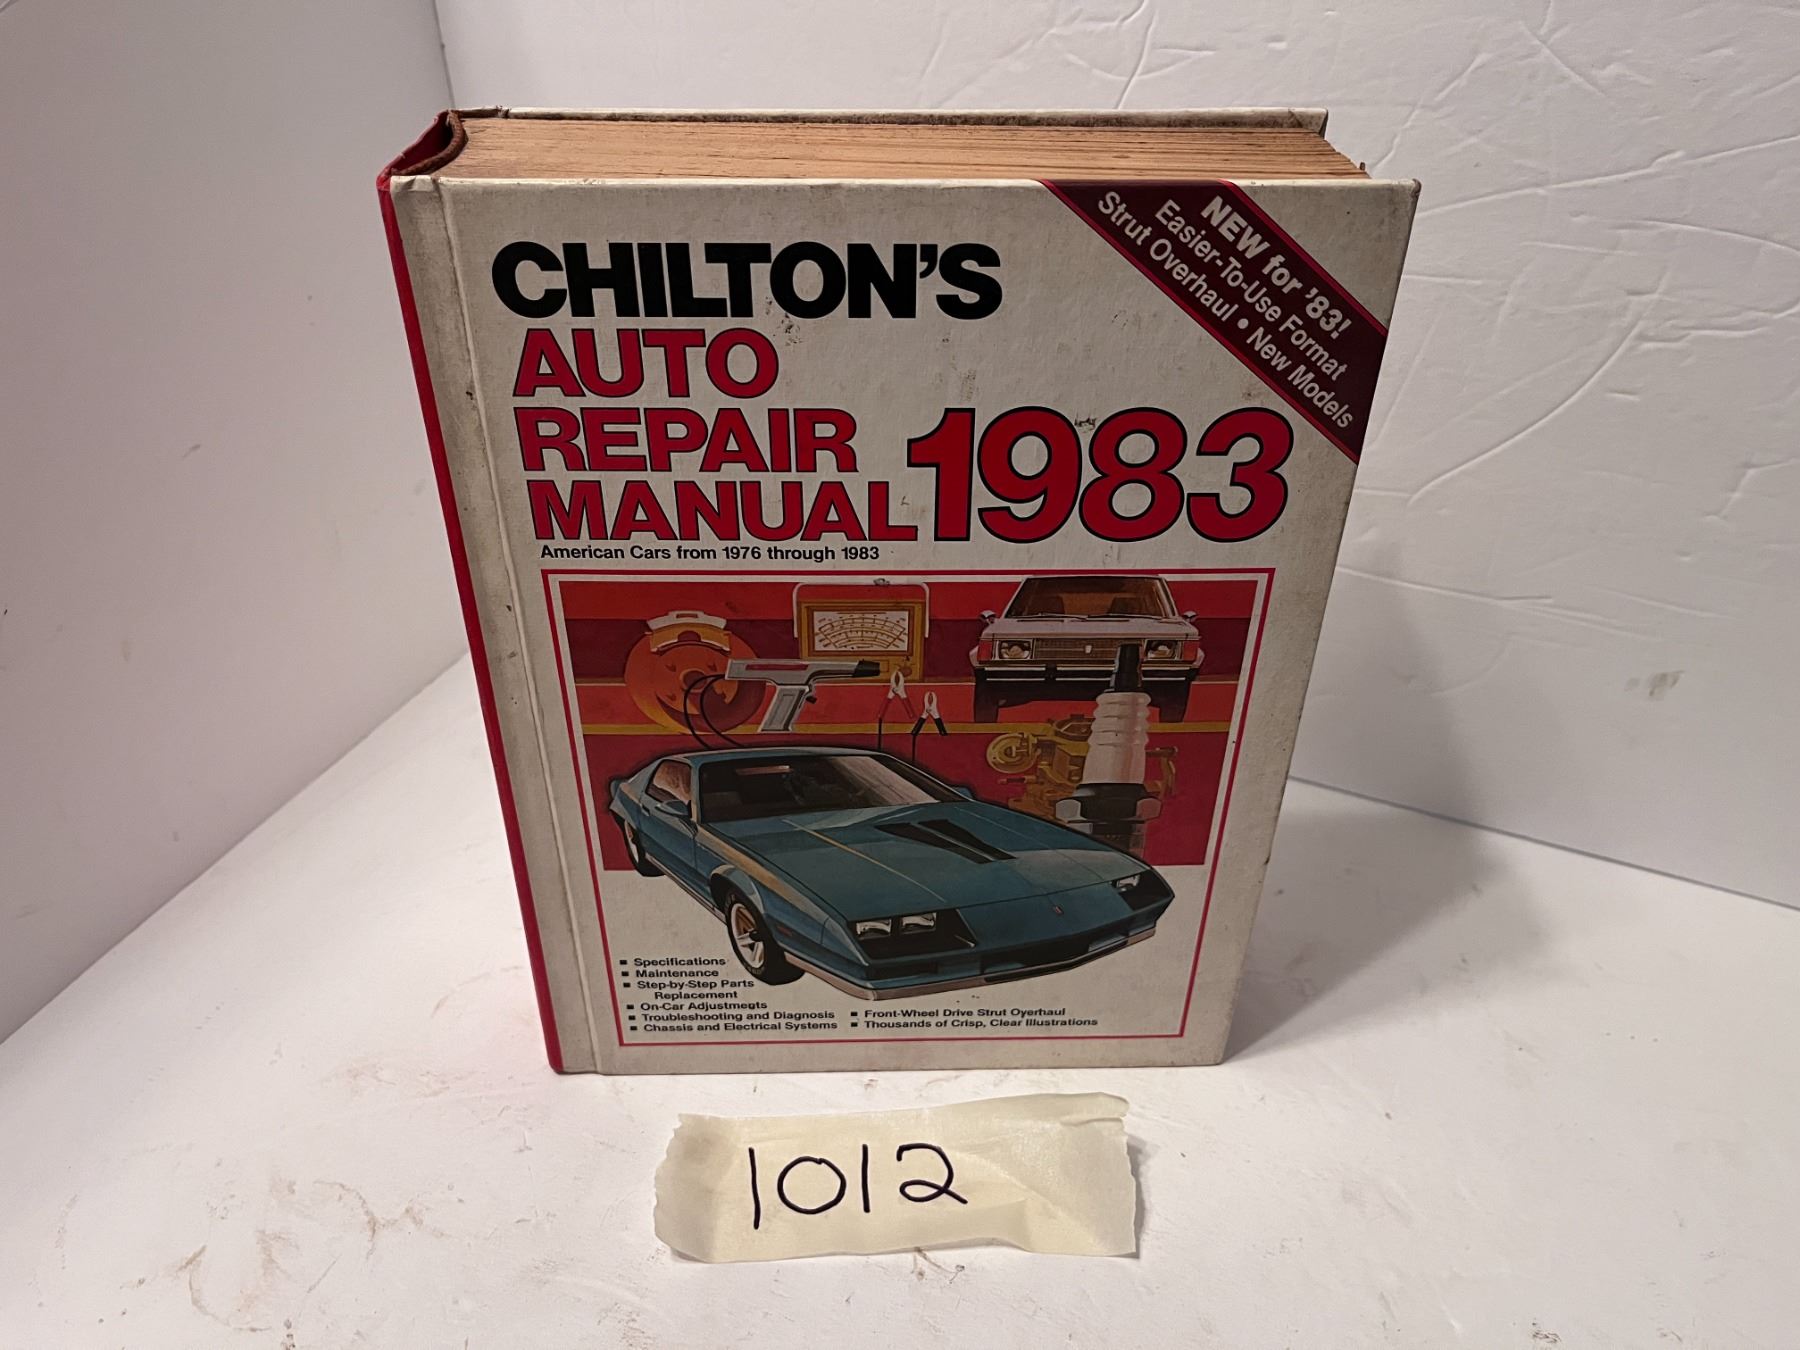 CHILTON'S
AUTO
REPAIR
MANUAL 1983
American Cars from 1976 through 1983
NEW for '83!
Easier-To-Use Format
Strut Overhaul • New Models
■ Specifications
■ Maintenance
■ Step-by-Step Parts
Replacement
■ On-Car Adjustments
■ Troubleshooting and Diagnosis
■ Chassis and Electrical Systems
■ Front-Wheel Drive Strut Overhaul
■ Thousands of Crisp, Clear Illustrations
1012